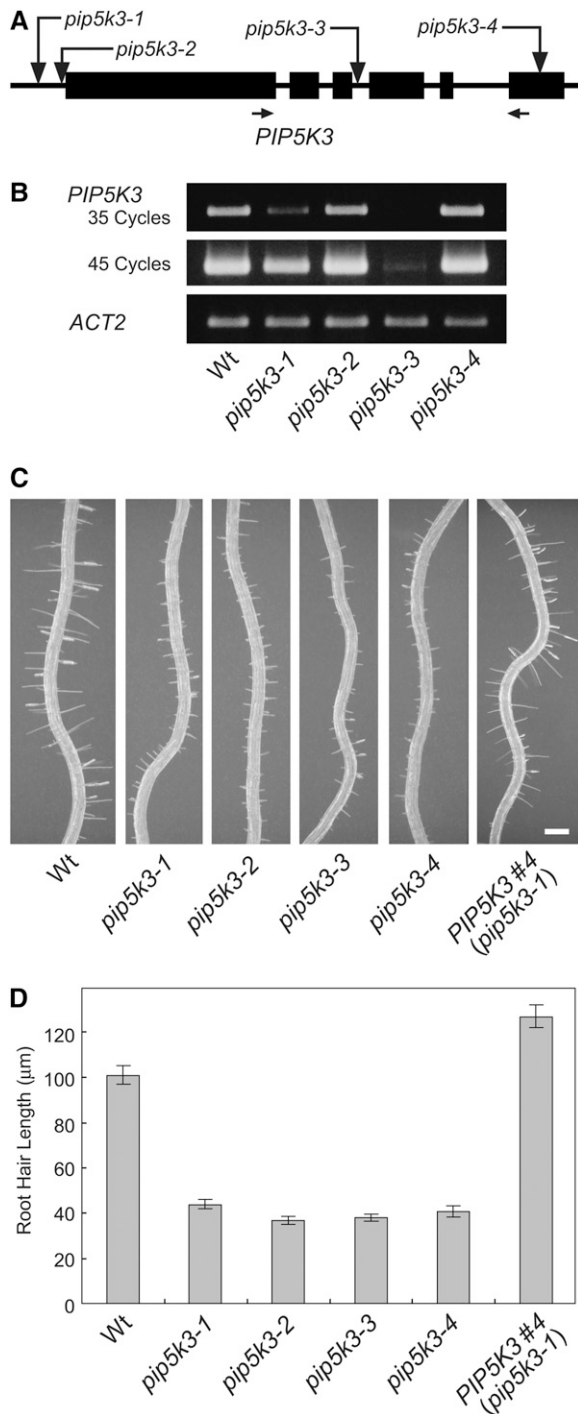 A
pip5k3-1
pip5k3-2
pip5k3-3
pip5k3-4
PIP5K3
B
PIP5K3
35 Cycles
45 Cycles
ACT2
Wt
pip5k3-1
pip5k3-2
pip5k3-3
pip5k3-4
C
Wt
pip5k3-1
pip5k3-2
pip5k3-3
pip5k3-4
PIP5K3 #4
(pip5k3-1)
D
Root Hair Length (µm)
120
100
80
60
40
20
0
Wt
pip5k3-1
pip5k3-2
pip5k3-3
pip5k3-4
PIP5K3 #4
(pip5k3-1)